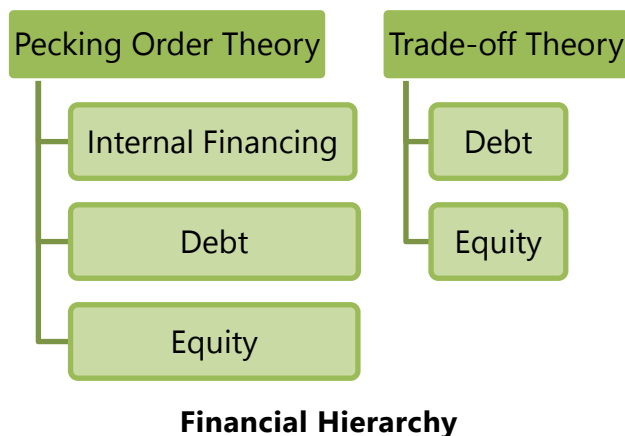 Pecking Order Theory
Internal Financing
Debt
Equity
Trade-off Theory
Debt
Equity
Financial Hierarchy